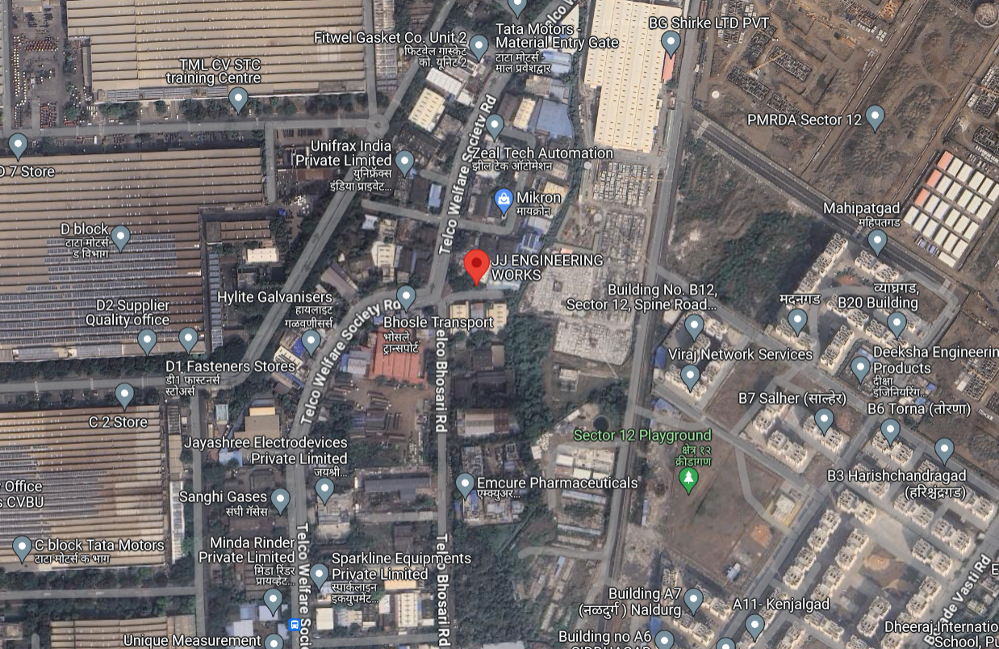 Fitwel Gasket Co. Unit 2
फिटवेल गास्केट
को. यूनिट 2
Tata Motors -
Material Entry Gate
टाटा मोटर्स -
माल प्रवेशद्वार
BG Shirke LTD PVT
TML CV STC
training Centre
PMRDA Sector 12
D 7 Store
Unifrax India
Private Limited
युनिफ्रॅक्स
इंडिया प्राइवेट...
Zeal Tech Automation
झील टेक ऑटोमेशन
Telco Welfare Society Rd
Mikron
मायक्रोन
Mahipatgad
महिपतगड
D block
टाटा मोटर्स-
ड विभाग
JJ ENGINEERING
WORKS
Building No. B12,
Sector 12, Spine Road...
मदनगड
व्याघ्रगड,
B20 Building
Hylite Galvanisers
हायलाइट
गळवणीसर्स
D2 Supplier
Quality office
Telco Welfare Society Rd
Bhosle Transport
भोसले
ट्रान्सपोर्ट
Viraj Network Services
Deeksha Engineerin
Products
दीक्षा
इंजिनियरिंग...
D1 Fasteners Stores
डी1 फास्टनर्स
स्टोअर्स
Telco Welfare Society Rd
Telco Bhosari Rd
C 2 Store
B7 Salher (साल्हेर)
B6 Torna (तोरणा)
Jayashree Electrodevices
Private Limited
जयश्री...
Sector 12 Playground
क्षेत्र १२
क्रीडांगण
Office
s.CVBU
Sanghi Gases
संघी गॅसेस
Emcure Pharmaceuticals
एम्क्युअर...
B3 Harishchandragad
(हरिश्चंद्रगड)
C block Tata Motors
टाटा मोटर्स क भाग
Minda Rinder
Private Limited
मिंडा रिंडर
प्रायव्हेट...
Sparkline Equipments
Private Limited
स्पार्कलाइन
इक्युपमेंट...
Telco Welfare Soci
Telco Bhosari Rd
Building A7
(नळदुर्ग ) Naldurg
A11- Kenjalgad
Unique Measurement
Building no A6
Dheeraj Internatio
School, Pu